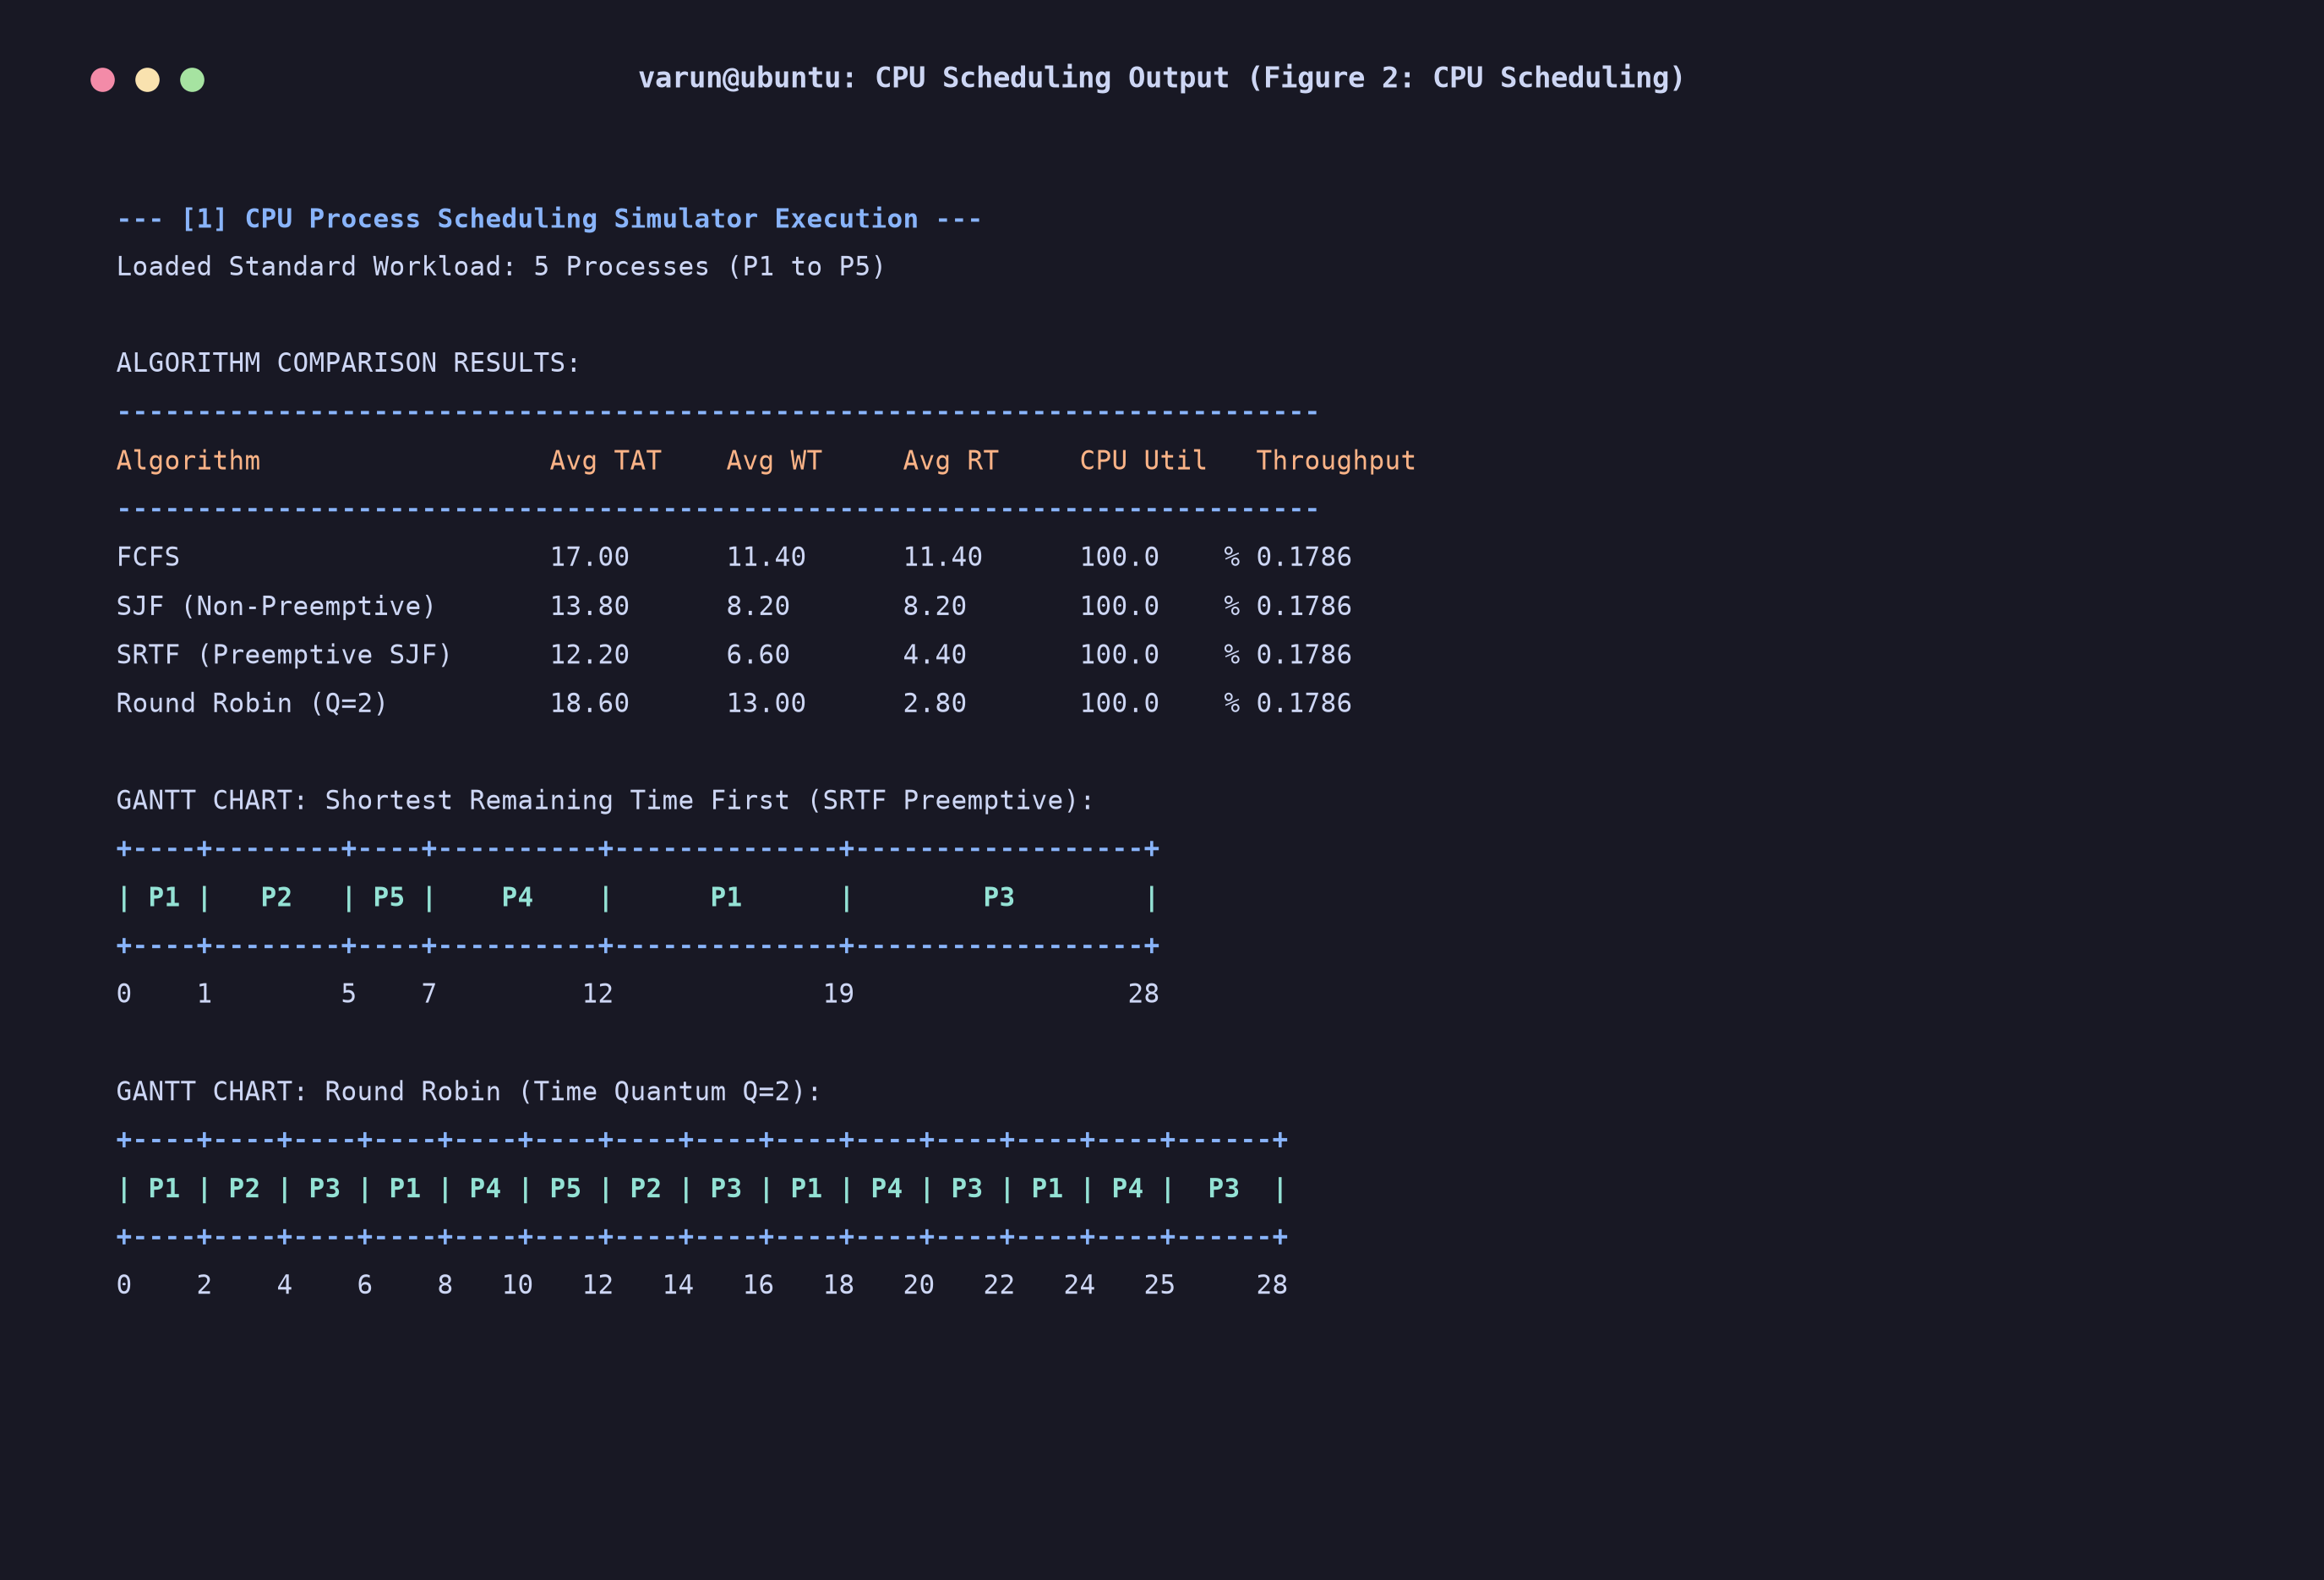 varun@ubuntu: CPU Scheduling Output (Figure 2: CPU Scheduling)
--- [1] CPU Process Scheduling Simulator Execution ---
Loaded Standard Workload: 5 Processes (P1 to P5)
ALGORITHM COMPARISON RESULTS:
---------------------------------------------------------------------------
Algorithm                  Avg TAT    Avg WT     Avg RT     CPU Util   Throughput
---------------------------------------------------------------------------
FCFS                       17.00      11.40      11.40      100.0    % 0.1786
SJF (Non-Preemptive)       13.80      8.20       8.20       100.0    % 0.1786
SRTF (Preemptive SJF)      12.20      6.60       4.40       100.0    % 0.1786
Round Robin (Q=2)          18.60      13.00      2.80       100.0    % 0.1786
GANTT CHART: Shortest Remaining Time First (SRTF Preemptive):
+----+--------+----+----------+--------------+------------------+
| P1 |   P2   | P5 |    P4    |      P1      |        P3        |
+----+--------+----+----------+--------------+------------------+
0    1        5    7         12             19                 28
GANTT CHART: Round Robin (Time Quantum Q=2):
+----+----+----+----+----+----+----+----+----+----+----+----+----+------+
| P1 | P2 | P3 | P1 | P4 | P5 | P2 | P3 | P1 | P4 | P3 | P1 | P4 |  P3  |
+----+----+----+----+----+----+----+----+----+----+----+----+----+------+
0    2    4    6    8   10   12   14   16   18   20   22   24   25     28